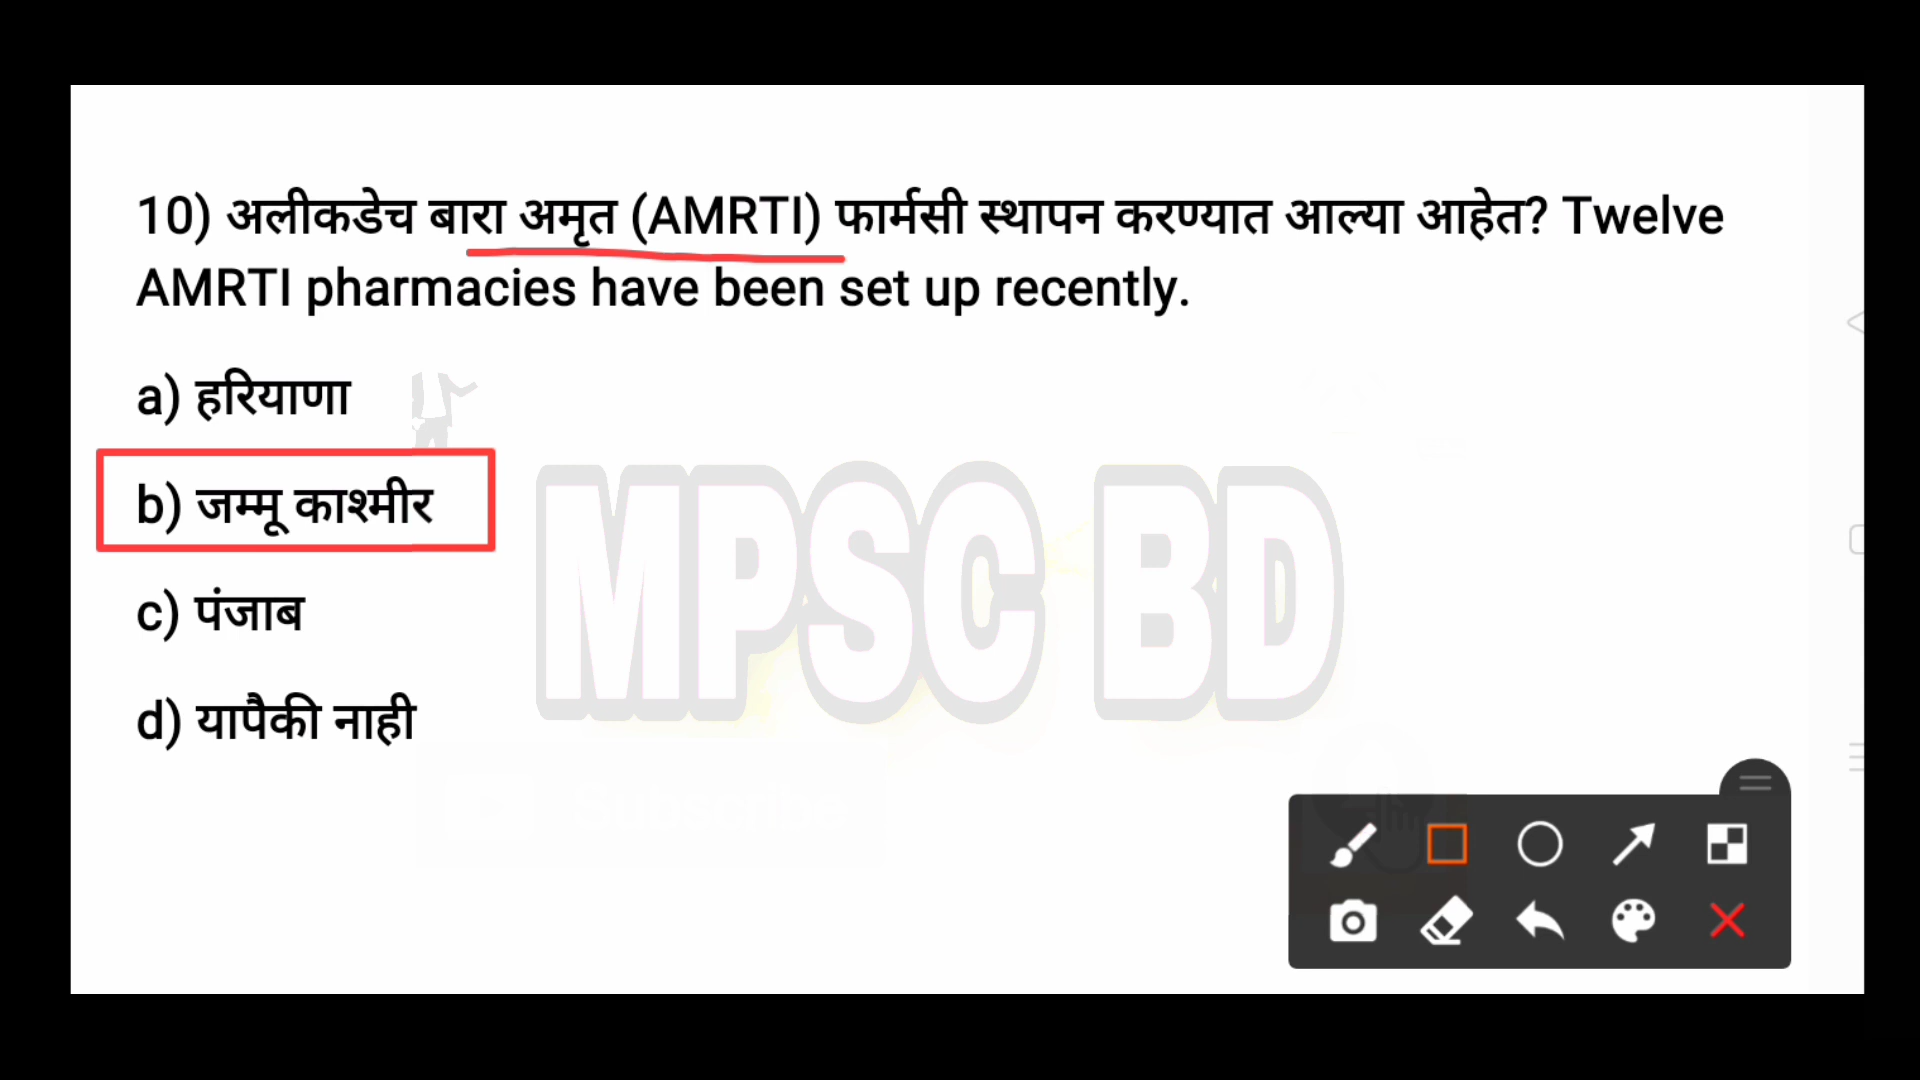 10) अलीकडेच बारा अमृत (AMRTI) फार्मसी स्थापन करण्यात आल्या आहेत? Twelve
AMRTI pharmacies have been set up recently.
a) हरियाणा
b) जम्मू काश्मीर
c) पंजाब
d) यापैकी नाही
MPSC BD
Subscribe